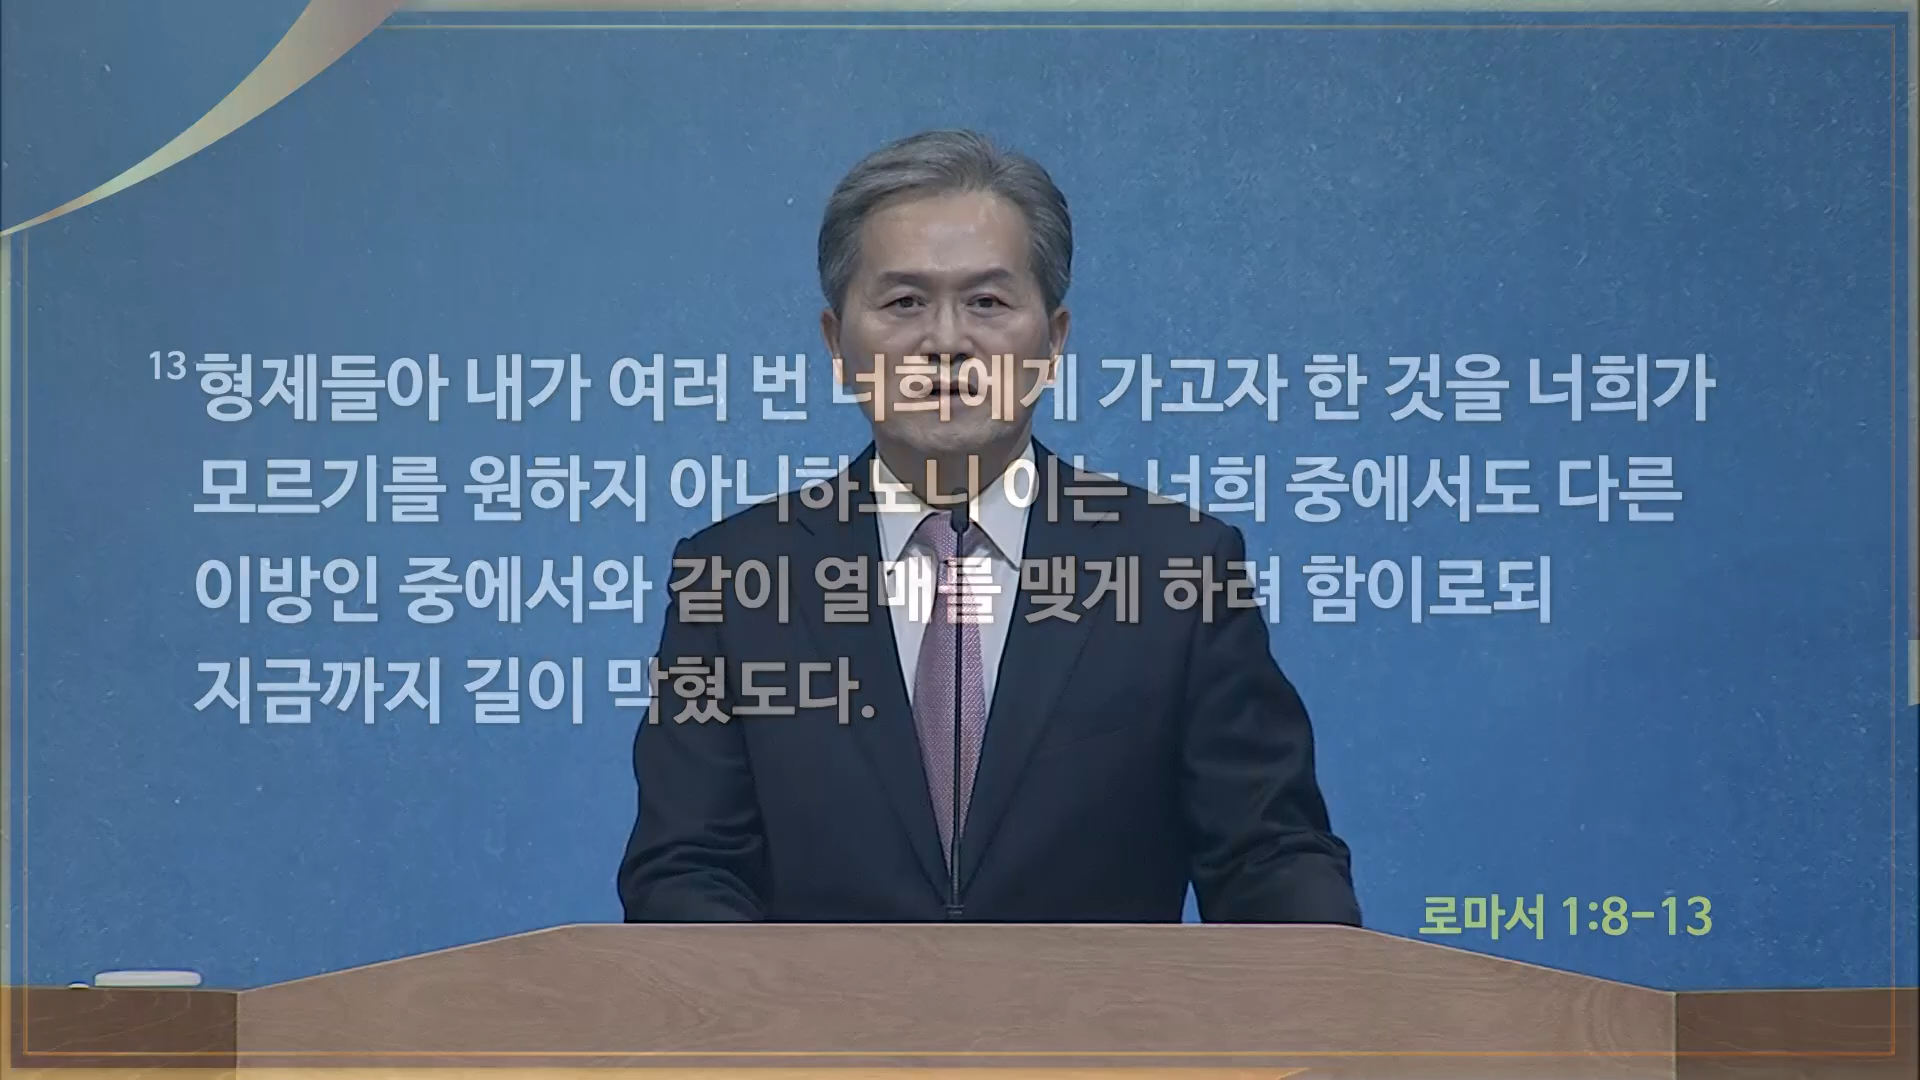 13 형제들아 내가 여러 번 너희에게 가고자 한 것을 너희가
모르기를 원하지 아니하노니 이는 너희 중에서도 다른
이방인 중에서와 같이 열매를 맺게 하려 함이로되
지금까지 길이 막혔도다.
로마서 1:8-13